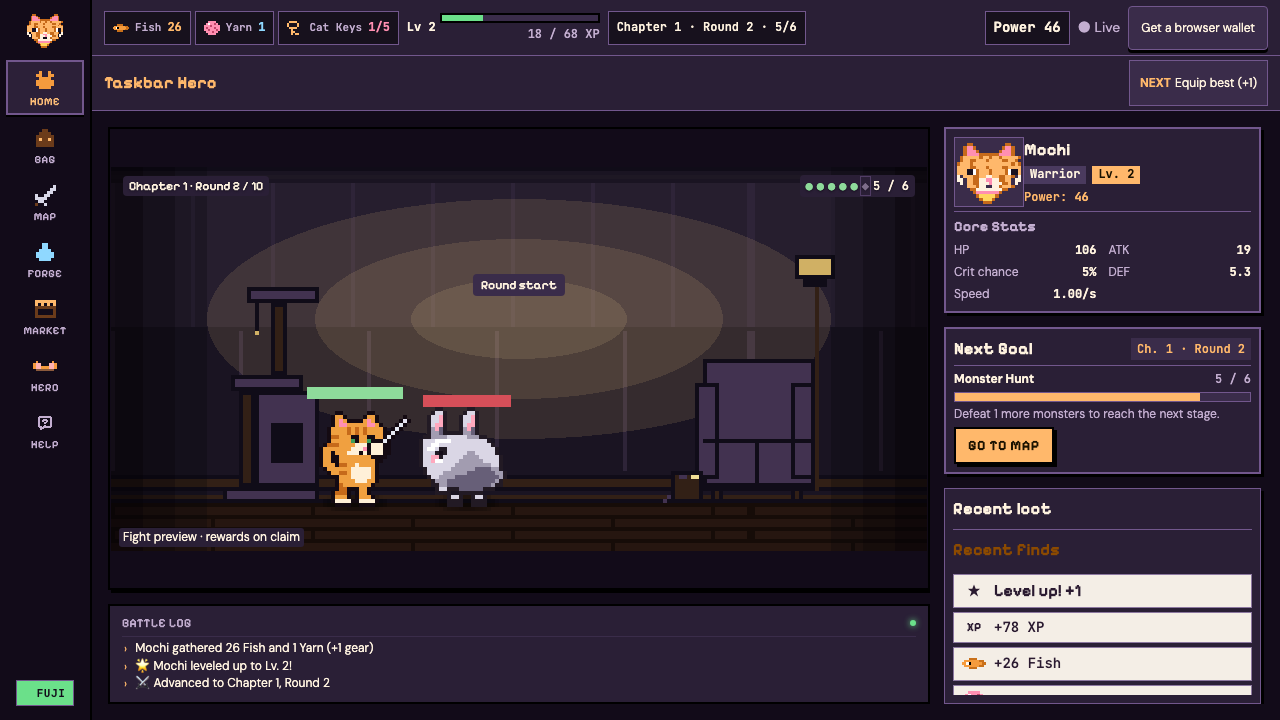 Fish 26
Yarn 1
Cat Keys 1/5
Lv 2
18 / 68 XP
Chapter 1 · Round 2 · 5/6
Power 46
Live
Get a browser wallet
Taskbar Hero
NEXT Equip best (+1)
HOME
BAG
MAP
FORGE
MARKET
HERO
HELP
FUJI
Chapter 1 · Round 2 / 10
5 / 6
Round start
Fight preview · rewards on claim
BATTLE LOG
› Mochi gathered 26 Fish and 1 Yarn (+1 gear)
› 🌟 Mochi leveled up to Lv. 2!
› ⚔️ Advanced to Chapter 1, Round 2
Mochi
Warrior
Lv. 2
Power: 46
Core Stats
HP 106 ATK 19
Crit chance 5% DEF 5.3
Speed 1.00/s
Next Goal
Ch. 1 · Round 2
Monster Hunt 5 / 6
Defeat 1 more monsters to reach the next stage.
GO TO MAP
Recent loot
Recent Finds
★ Level up! +1
XP +78 XP
+26 Fish